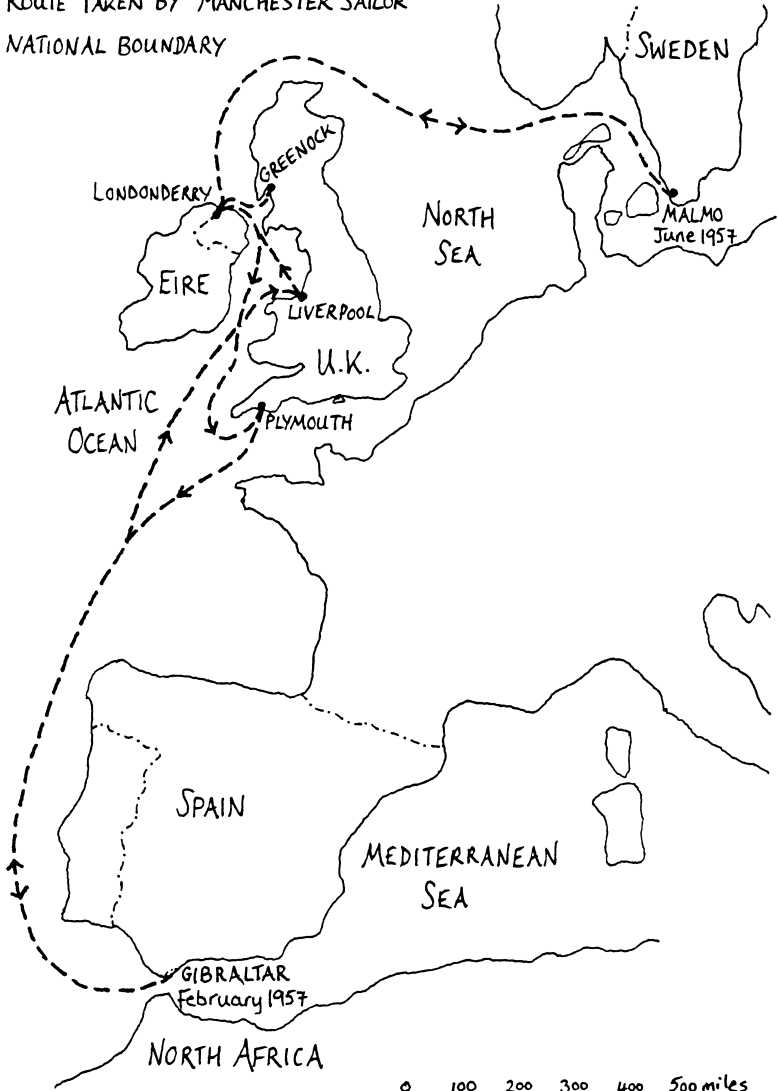 ROUTE TAKEN BY MANCHESTER SAILOR
NATIONAL BOUNDARY
SWEDEN
GREENOCK
LONDONDERRY
NORTH
SEA
MALMO
June 1957
EIRE
LIVERPOOL
U.K.
ATLANTIC
OCEAN
PLYMOUTH
SPAIN
MEDITERRANEAN
SEA
GIBRALTAR
February 1957
NORTH AFRICA
0 100 200 300 400 500 miles